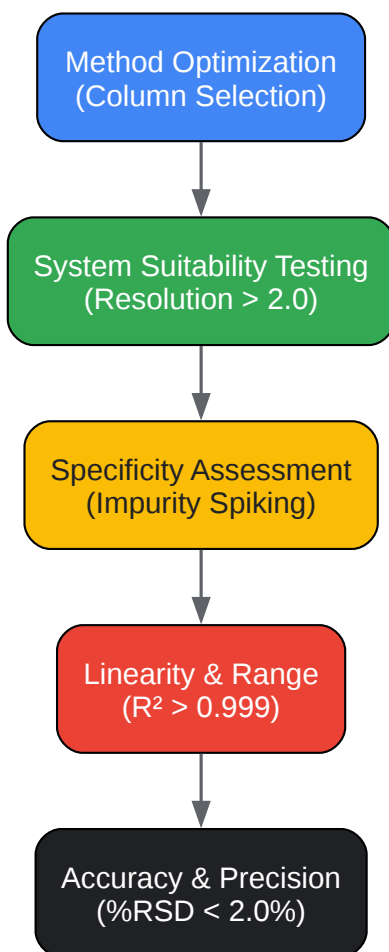 Method Optimization
(Column Selection)
System Suitability Testing
(Resolution > 2.0)
Specificity Assessment
(Impurity Spiking)
Linearity & Range
(R² > 0.999)
Accuracy & Precision
(%RSD < 2.0%)